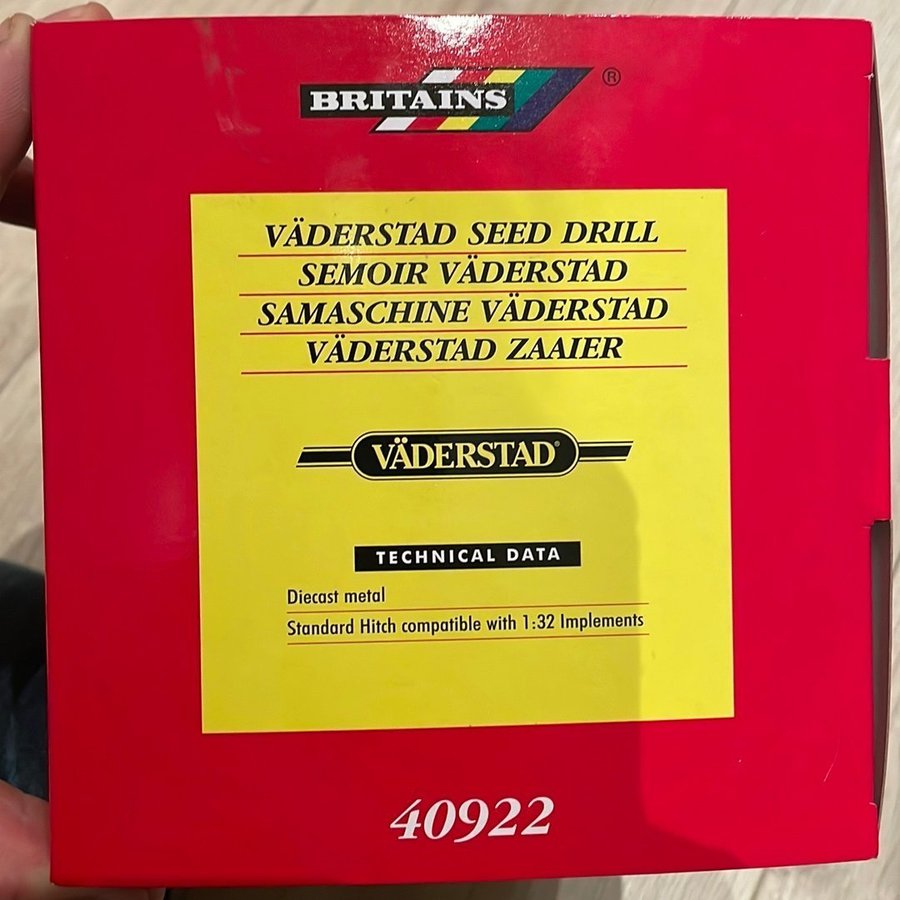 BRITAINS ®
VÄDERSTAD SEED DRILL
SEMOIR VÄDERSTAD
SAMASCHINE VÄDERSTAD
VÄDERSTAD ZAAIER
VÄDERSTAD®
TECHNICAL DATA
Diecast metal
Standard Hitch compatible with 1:32 Implements
40922